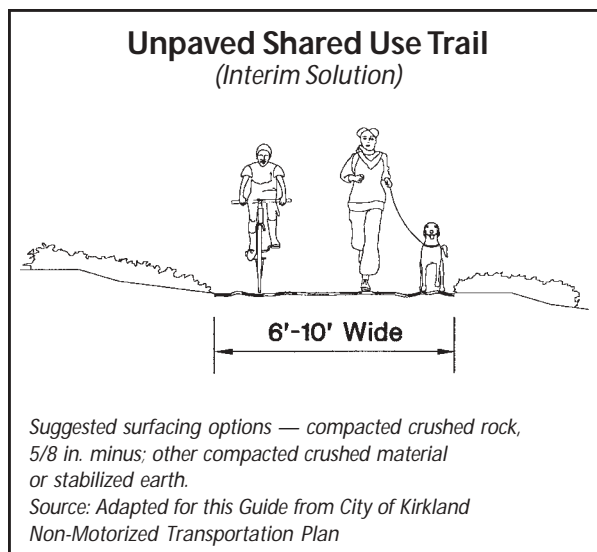 Unpaved Shared Use Trail
(Interim Solution)
6'-10' Wide
Suggested surfacing options — compacted crushed rock,
5/8 in. minus; other compacted crushed material
or stabilized earth.
Source: Adapted for this Guide from City of Kirkland
Non-Motorized Transportation Plan